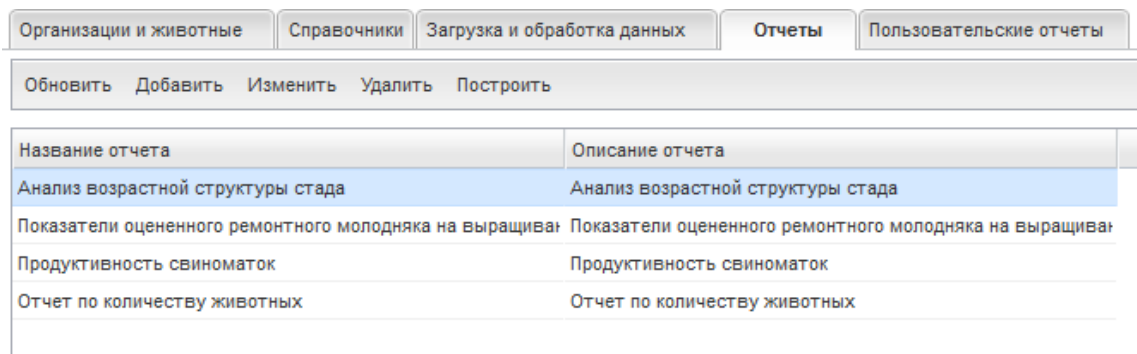 Организации и животные Справочники Загрузка и обработка данных Отчеты Пользовательские отчеты
Обновить Добавить Изменить Удалить Построить
Название отчета Описание отчета
Анализ возрастной структуры стада Анализ возрастной структуры стада
Показатели оцененного ремонтного молодняка на Показатели оцененного ремонтного молодняка на
Продуктивность свиноматок Продуктивность свиноматок
Отчет по количеству животных Отчет по количеству животных